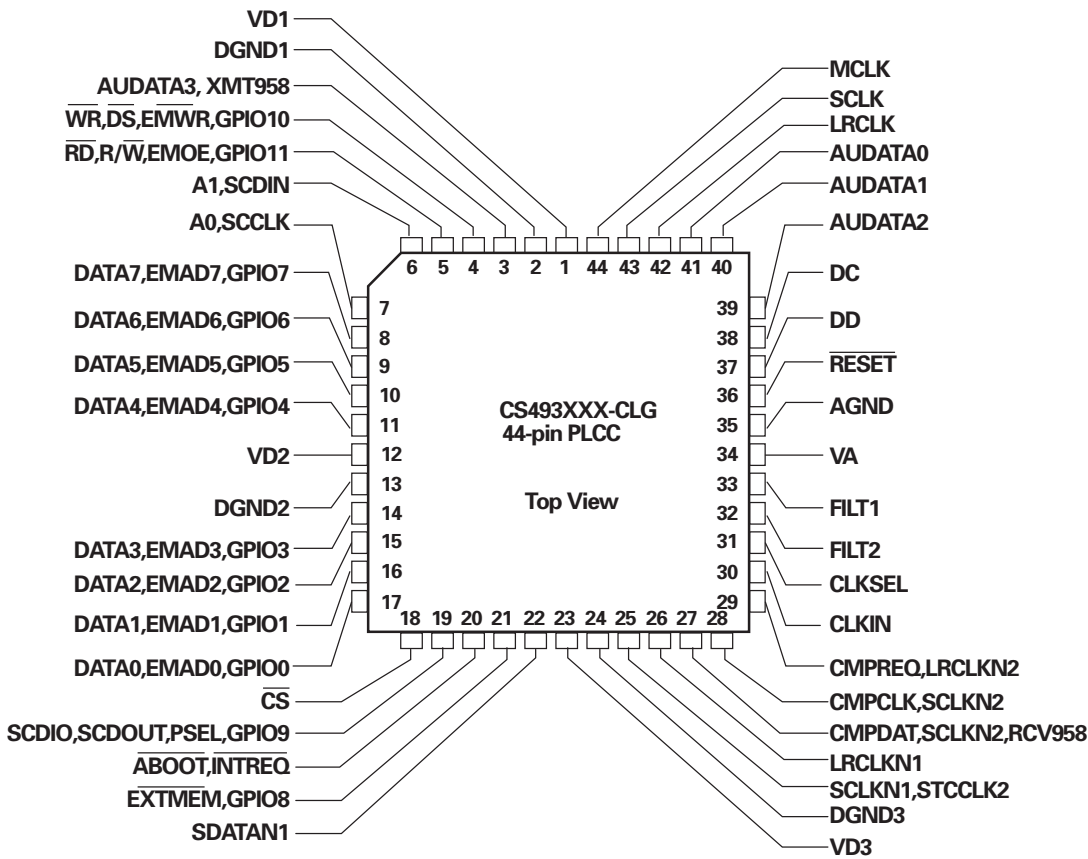 VD1
DGND1
AUDATA3, XMT958
WR,DS,EMWR,GPIO10
RD,R/W,EMOE,GPIO11
A1,SCDIN
A0,SCCLK
DATA7,EMAD7,GPIO7
DATA6,EMAD6,GPIO6
DATA5,EMAD5,GPIO5
DATA4,EMAD4,GPIO4
VD2
DGND2
DATA3,EMAD3,GPIO3
DATA2,EMAD2,GPIO2
DATA1,EMAD1,GPIO1
DATA0,EMAD0,GPIO0
CS
SCDIO,SCDOUT,PSEL,GPIO9
ABOOT,INTREQ
EXTMEM,GPIO8
SDATAN1
MCLK
SCLK
LRCLK
AUDATA0
AUDATA1
AUDATA2
DC
DD
RESET
AGND
VA
FILT1
FILT2
CLKSEL
CLKIN
CMPREQ,LRCLKN2
CMPCLK,SCLKN2
CMPDAT,SCLKN2,RCV958
LRCLKN1
SCLKN1,STCCLK2
DGND3
VD3
6 5 4 3 2 1 44 43 42 41 40
7
8
9
10
11
12
13
14
15
16
17
39
38
37
36
35
34
33
32
31
30
29
18 19 20 21 22 23 24 25 26 27 28
CS493XXX-CLG
44-pin PLCC
Top View